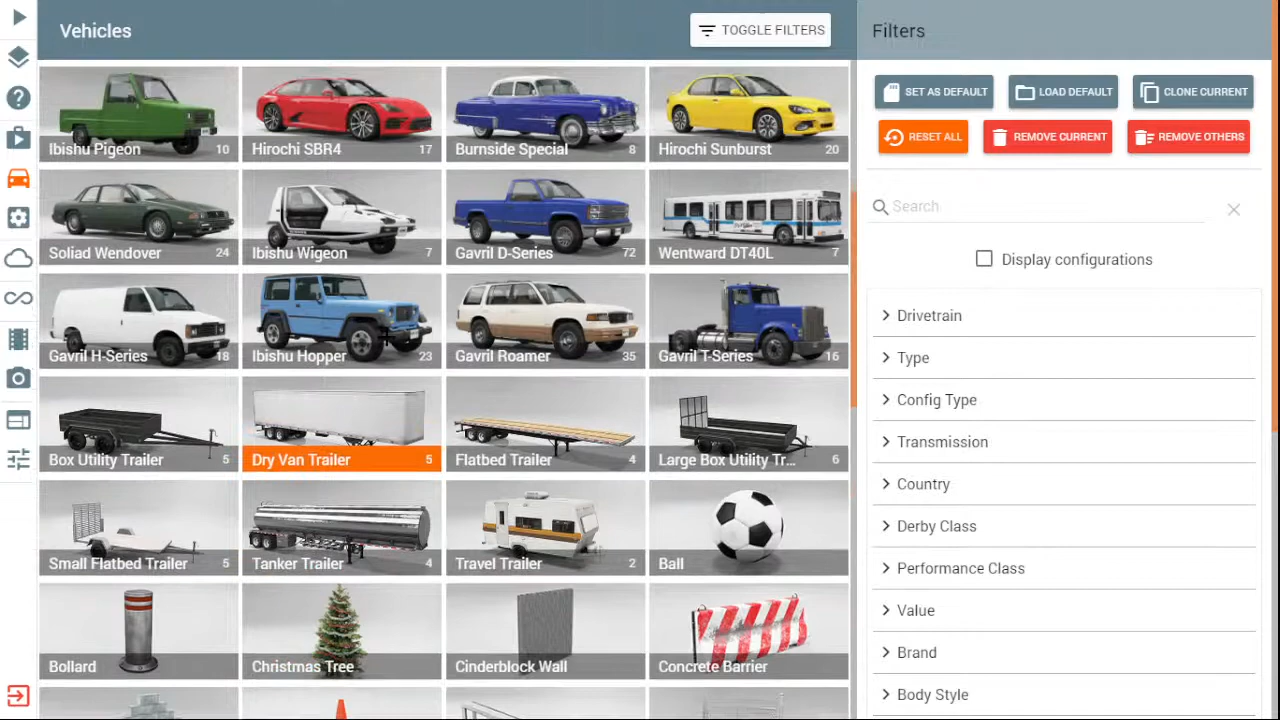 Vehicles
TOGGLE FILTERS
Filters
SET AS DEFAULT
LOAD DEFAULT
CLONE CURRENT
RESET ALL
REMOVE CURRENT
REMOVE OTHERS
Search
Display configurations
Drivetrain
Type
Config Type
Transmission
Country
Derby Class
Performance Class
Value
Brand
Body Style
Ibishu Pigeon 10
Hirochi SBR4 17
Burnside Special 8
Hirochi Sunburst 20
Soliad Wendover 24
Ibishu Wigeon 7
Gavril D-Series 72
Wentward DT40L 7
Gavril H-Series 18
Ibishu Hopper 23
Gavril Roamer 35
Gavril T-Series 16
Box Utility Trailer 5
Dry Van Trailer 5
Flatbed Trailer 4
Large Box Utility Tr... 6
Small Flatbed Trailer 5
Tanker Trailer 4
Travel Trailer 2
Ball
Bollard
Christmas Tree
Cinderblock Wall
Concrete Barrier